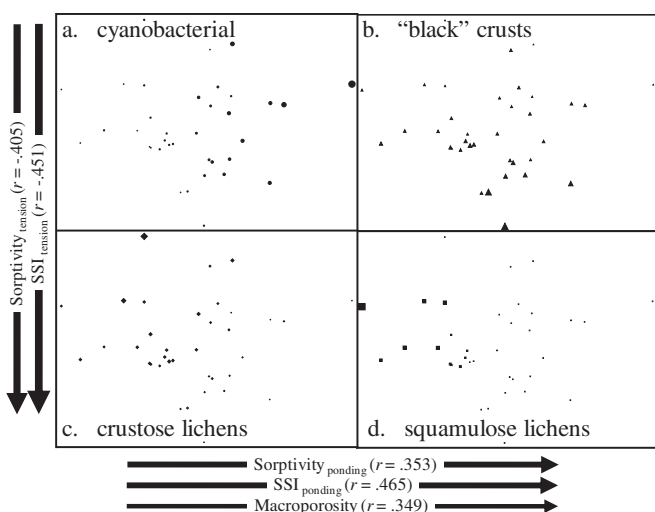 a. cyanobacterial
b. “black” crusts
Sorptivity tension (r = -.405)
SSI tension (r = -.451)
c. crustose lichens
d. squamulose lichens
Sorptivity ponding (r = .353)
SSI ponding (r = .465)
Macroporosity (r = .349)